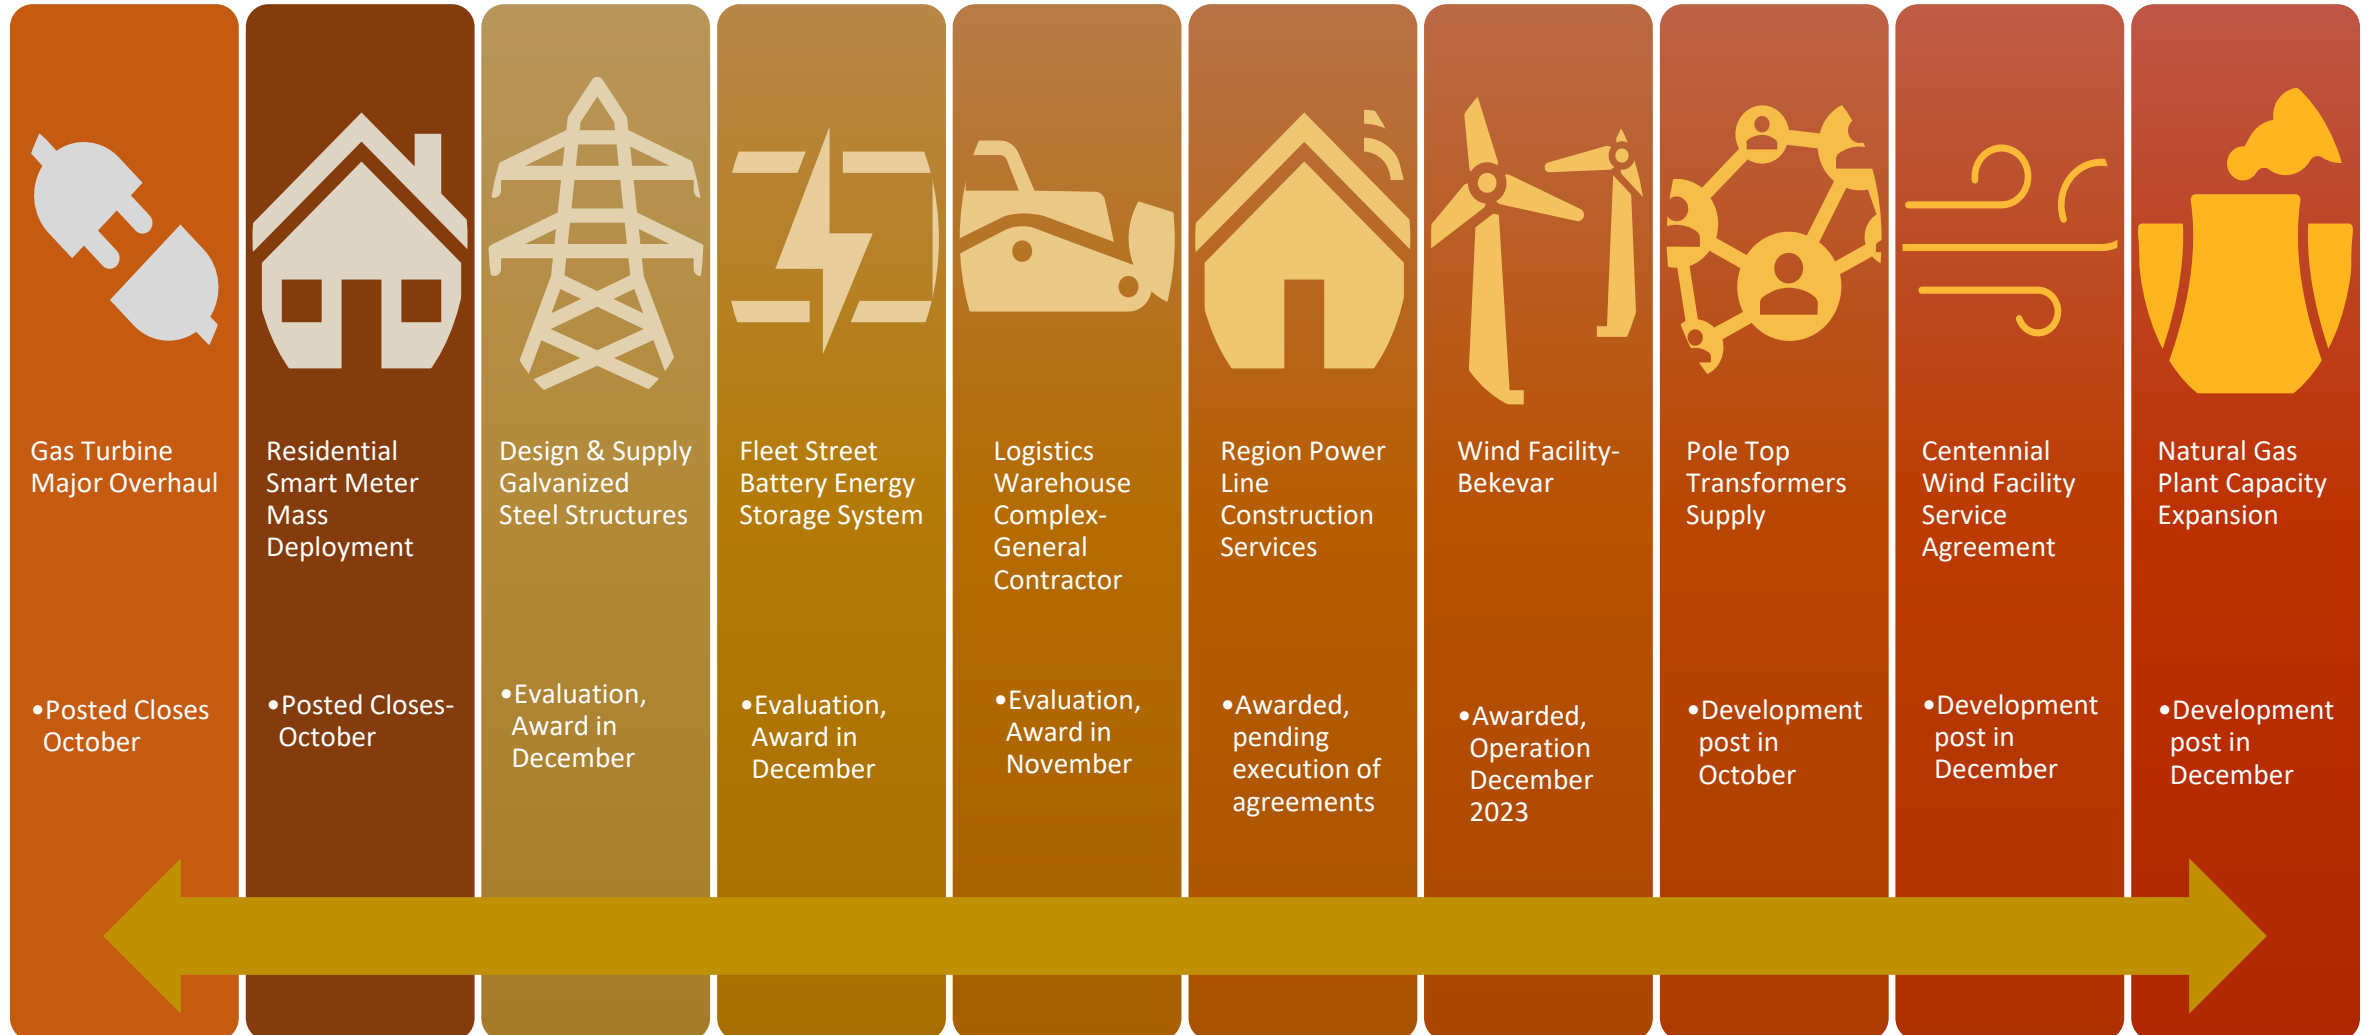 Gas Turbine
Major Overhaul
•Posted Closes
October
Residential
Smart Meter
Mass
Deployment
•Posted Closes-
October
Design & Supply
Galvanized
Steel Structures
•Evaluation,
Award in
December
Fleet Street
Battery Energy
Storage System
•Evaluation,
Award in
December
Logistics
Warehouse
Complex-
General
Contractor
•Evaluation,
Award in
November
Region Power
Line
Construction
Services
•Awarded,
pending
execution of
agreements
Wind Facility-
Bekevar
•Awarded,
Operation
December
2023
Pole Top
Transformers
Supply
•Development
post in
October
Centennial
Wind Facility
Service
Agreement
•Development
post in
December
Natural Gas
Plant Capacity
Expansion
•Development
post in
December